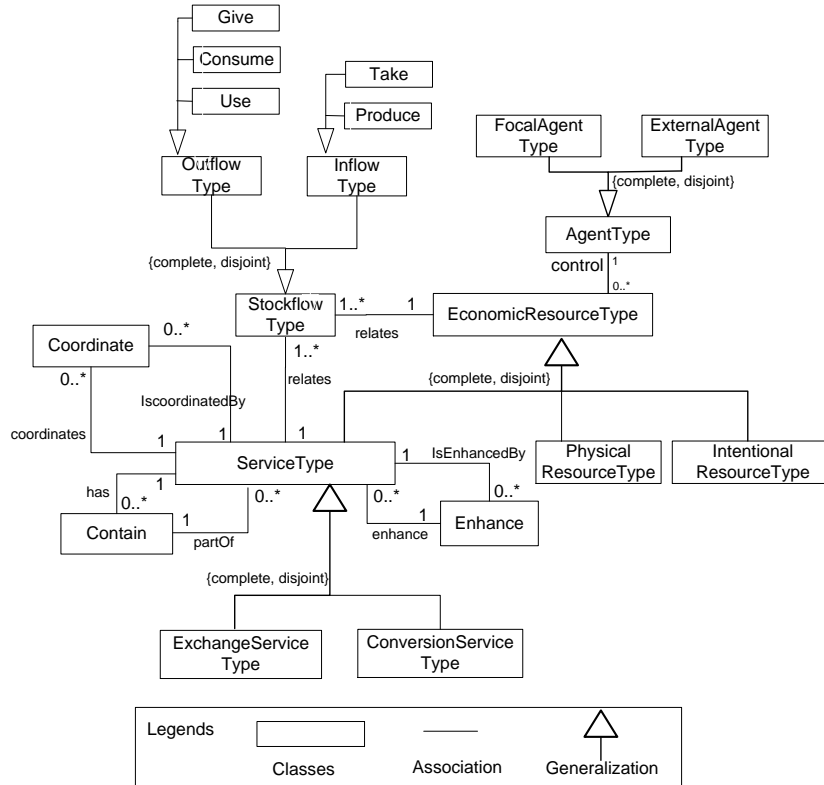 Give
Consume
Use
Take
Produce
Outflow
Type
Inflow
Type
FocalAgent
Type
ExternalAgent
Type
{complete, disjoint}
AgentType
control
1
0..*
{complete, disjoint}
Stockflow
Type
1..*
1
relates
EconomicResourceType
1..*
relates
1
{complete, disjoint}
Physical
ResourceType
Intentional
ResourceType
Coordinate
0..*
0..*
IscoordinatedBy
coordinates
1
1
ServiceType
1
IsEnhancedBy
0..*
1
has
0..*
Contain
1
partOf
0..*
0..*
enhance
1
Enhance
{complete, disjoint}
ExchangeService
Type
ConversionService
Type
Legends
Classes
Association
Generalization